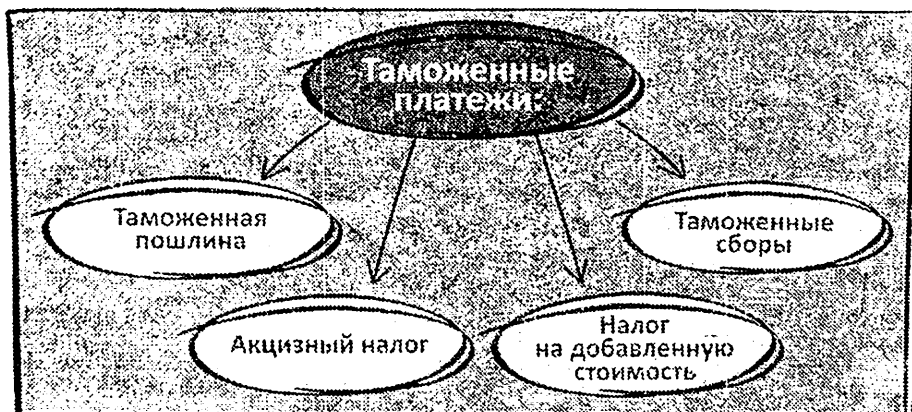 Таможенные
платежи:
Таможенная
пошлина
Таможенные
сборы
Акцизный налог
Налог
на добавленную
стоимость